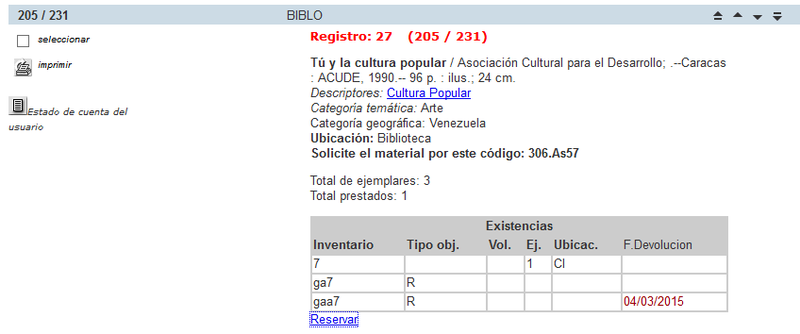 205 / 231 BIBLO
seleccionar
imprimir
Estado de cuenta del
usuario
Registro: 27 (205 / 231)
Tú y la cultura popular / Asociación Cultural para el Desarrollo; .--Caracas
: ACUDE, 1990.-- 96 p. : ilus.; 24 cm.
Descriptores: Cultura Popular
Categoría temática: Arte
Categoría geográfica: Venezuela
Ubicación: Biblioteca
Solicite el material por este código: 306.As57
Total de ejemplares: 3
Total prestados: 1
Existencias
Inventario Tipo obj. Vol. Ej. Ubicac. F.Devolucion
7 1 CI
ga7 R
gaa7 R 04/03/2015
Reservar